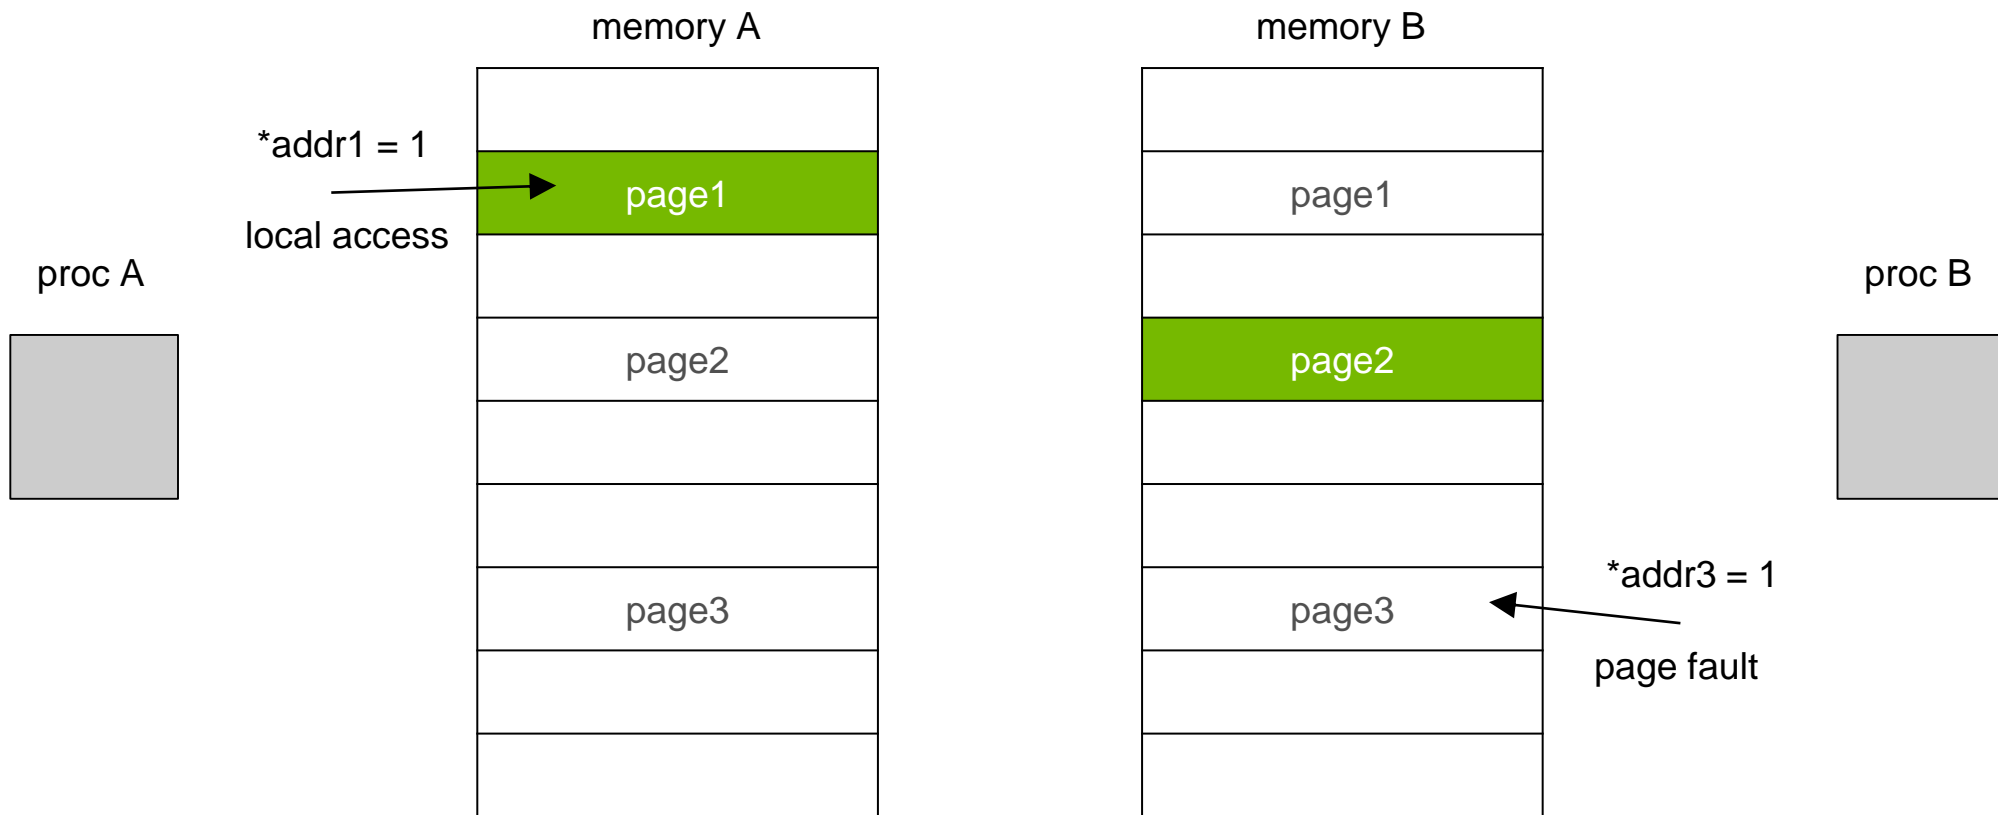 memory A
memory B
*addr1 = 1
page1
page1
local access
proc A
proc B
page2
page2
*addr3 = 1
page3
page3
page fault